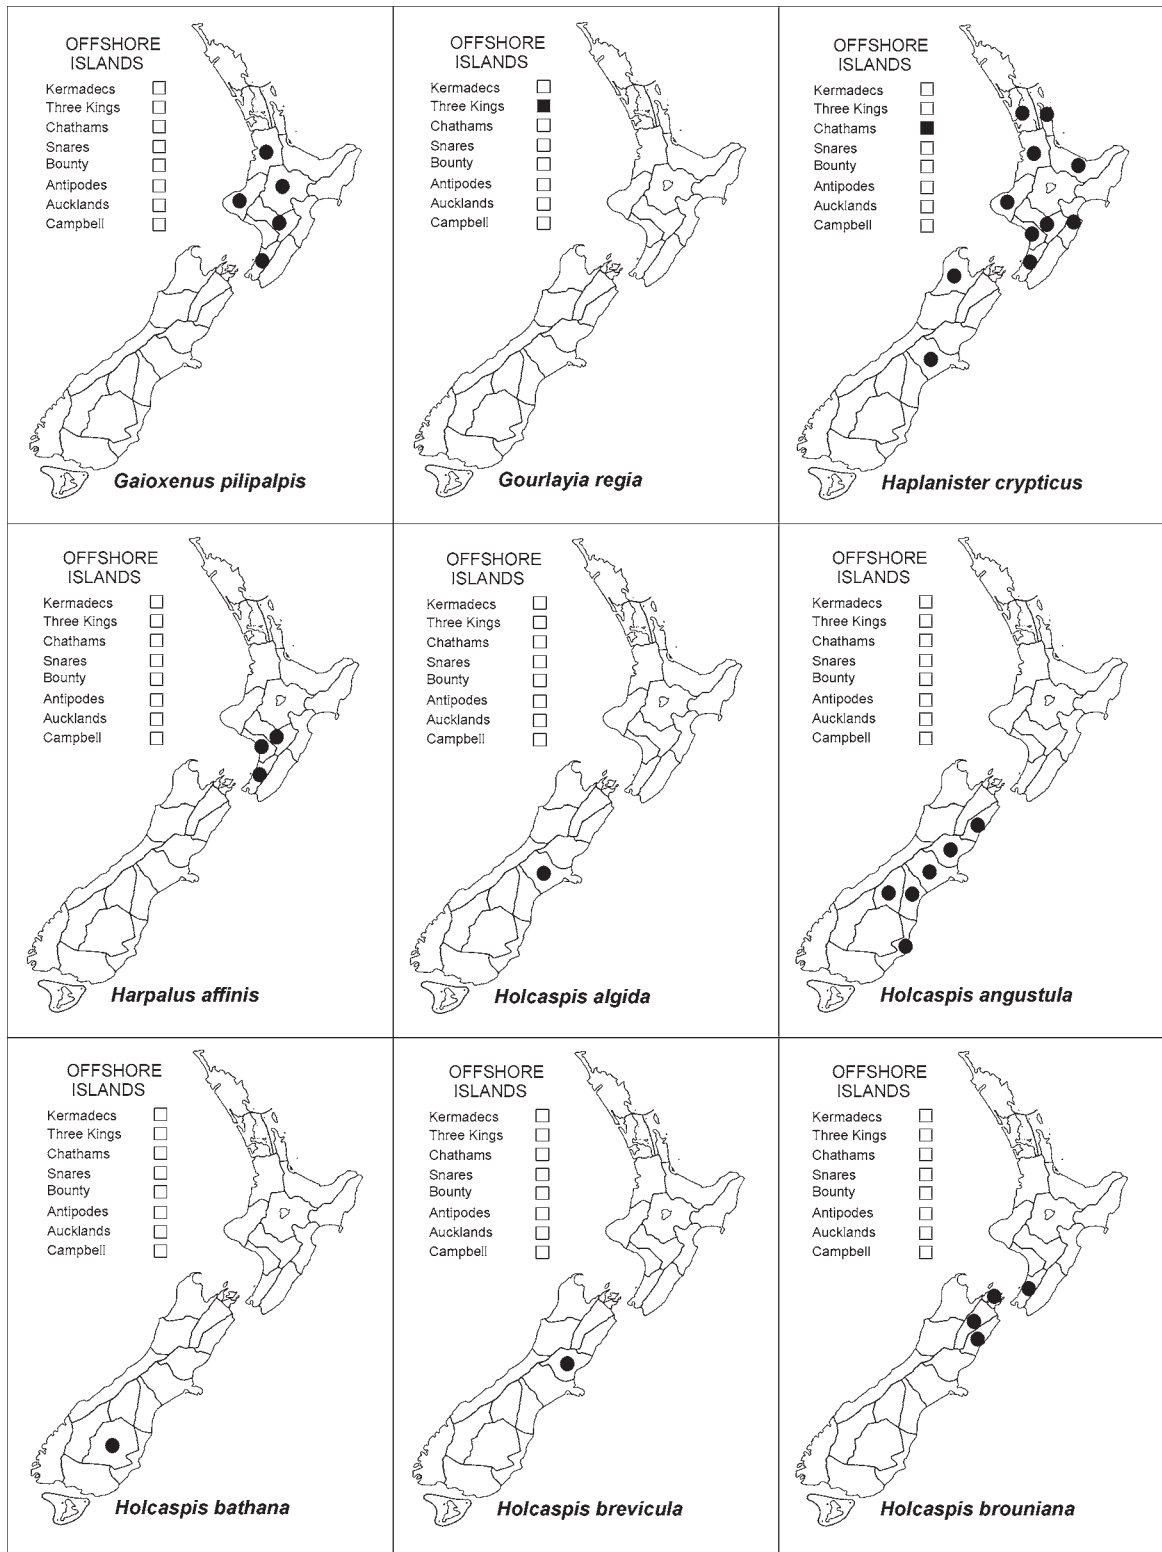 OFFSHORE
ISLANDS
Kermadecs
Three Kings
Chathams
Snares
Bounty
Antipodes
Aucklands
Campbell
Gaioxenus pilipalpis
OFFSHORE
ISLANDS
Kermadecs
Three Kings
Chathams
Snares
Bounty
Antipodes
Aucklands
Campbell
Gourlayia regia
OFFSHORE
ISLANDS
Kermadecs
Three Kings
Chathams
Snares
Bounty
Antipodes
Aucklands
Campbell
Haplanister crypticus
OFFSHORE
ISLANDS
Kermadecs
Three Kings
Chathams
Snares
Bounty
Antipodes
Aucklands
Campbell
Harpalus affinis
OFFSHORE
ISLANDS
Kermadecs
Three Kings
Chathams
Snares
Bounty
Antipodes
Aucklands
Campbell
Holcaspis algida
OFFSHORE
ISLANDS
Kermadecs
Three Kings
Chathams
Snares
Bounty
Antipodes
Aucklands
Campbell
Holcaspis angustula
OFFSHORE
ISLANDS
Kermadecs
Three Kings
Chathams
Snares
Bounty
Antipodes
Aucklands
Campbell
Holcaspis bathana
OFFSHORE
ISLANDS
Kermadecs
Three Kings
Chathams
Snares
Bounty
Antipodes
Aucklands
Campbell
Holcaspis brevicula
OFFSHORE
ISLANDS
Kermadecs
Three Kings
Chathams
Snares
Bounty
Antipodes
Aucklands
Campbell
Holcaspis brouniana